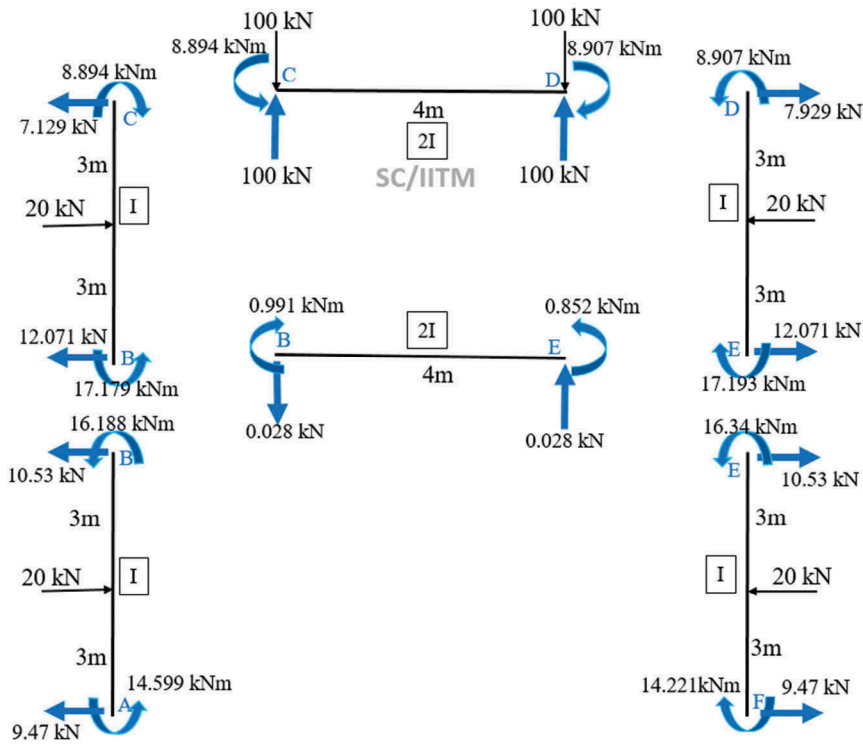 100 kN
100 kN
8.894 kNm
8.907 kNm
C
D
4m
2I
100 kN
100 kN
SC/IITM
8.894 kNm
C
7.129 kN
3m
20 kN
I
3m
12.071 kN
B
17.179 kNm
8.907 kNm
D
7.929 kN
3m
I
20 kN
3m
E
12.071 kN
17.193 kNm
0.991 kNm
0.852 kNm
2I
B
E
4m
0.028 kN
0.028 kN
16.188 kNm
B
10.53 kN
3m
20 kN
I
3m
14.599 kNm
A
9.47 kN
16.34 kNm
E
10.53 kN
3m
I
20 kN
3m
14.221kNm
F
9.47 kN